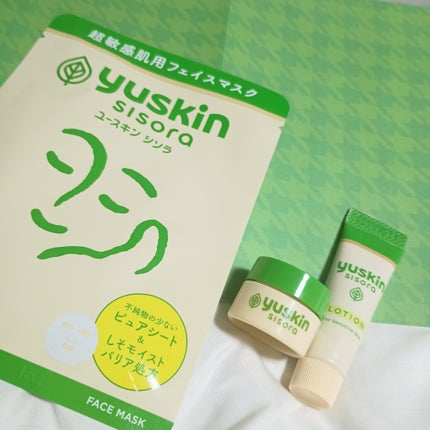 超敏感肌用フェイスマスク
yuskin
sisora
ユースキン シソラ
不純物の少ない
ピュアシート
&
しそモイスト
バリア処方
FACE MASK
yuskin
sisora
yuskin
sisora
LOTION
Sensitive